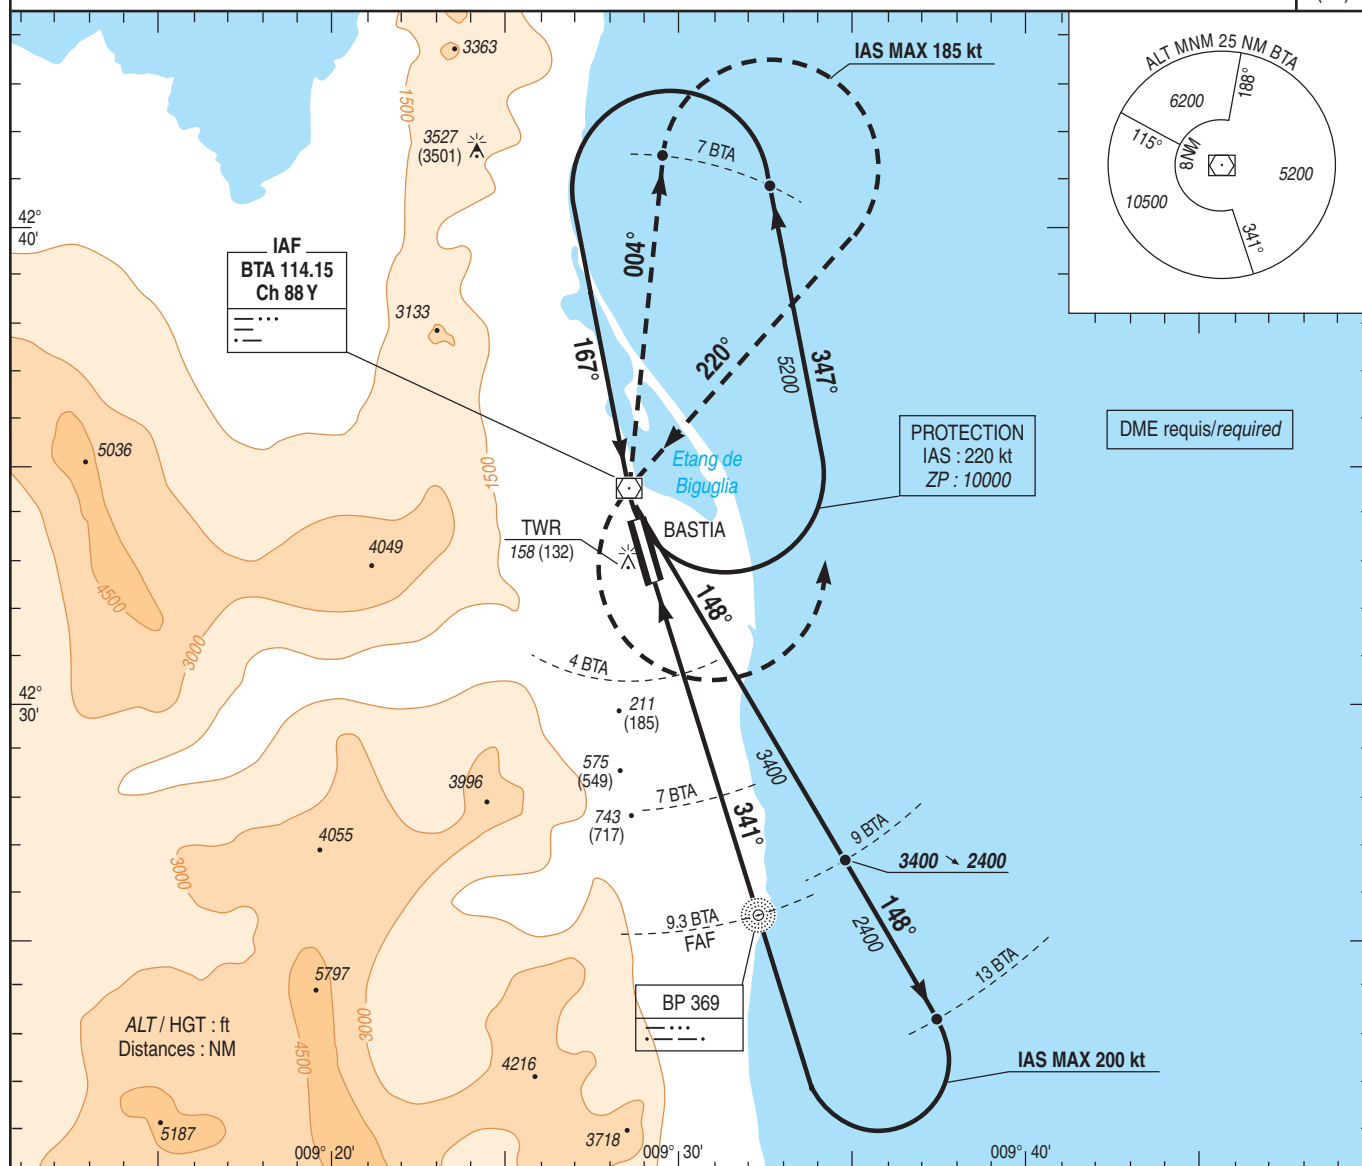 3363
1500
3527
(3501)
IAS MAX 185 kt
7 BTA
ALT MNM 25 NM BTA
6200
188°
115°
8NM
5200
10500
341°
42°
40'
IAF
BTA 114.15
Ch 88 Y
3133
004°
167°
220°
5200
347°
5036
1500
Etang de
Biguglia
PROTECTION
IAS : 220 kt
ZP : 10000
DME requis/required
TWR
158 (132)
BASTIA
4049
4500
3000
148°
4 BTA
42°
30'
211
(185)
575
(549)
3400
3996
7 BTA
743
(717)
341°
4055
3000
9 BTA
3400 ↘ 2400
148°
2400
9.3 BTA
FAF
13 BTA
5797
BP 369
ALT / HGT : ft
Distances : NM
3000
4500
4216
IAS MAX 200 kt
5187
3718
009° 20'
009° 30'
009° 40'